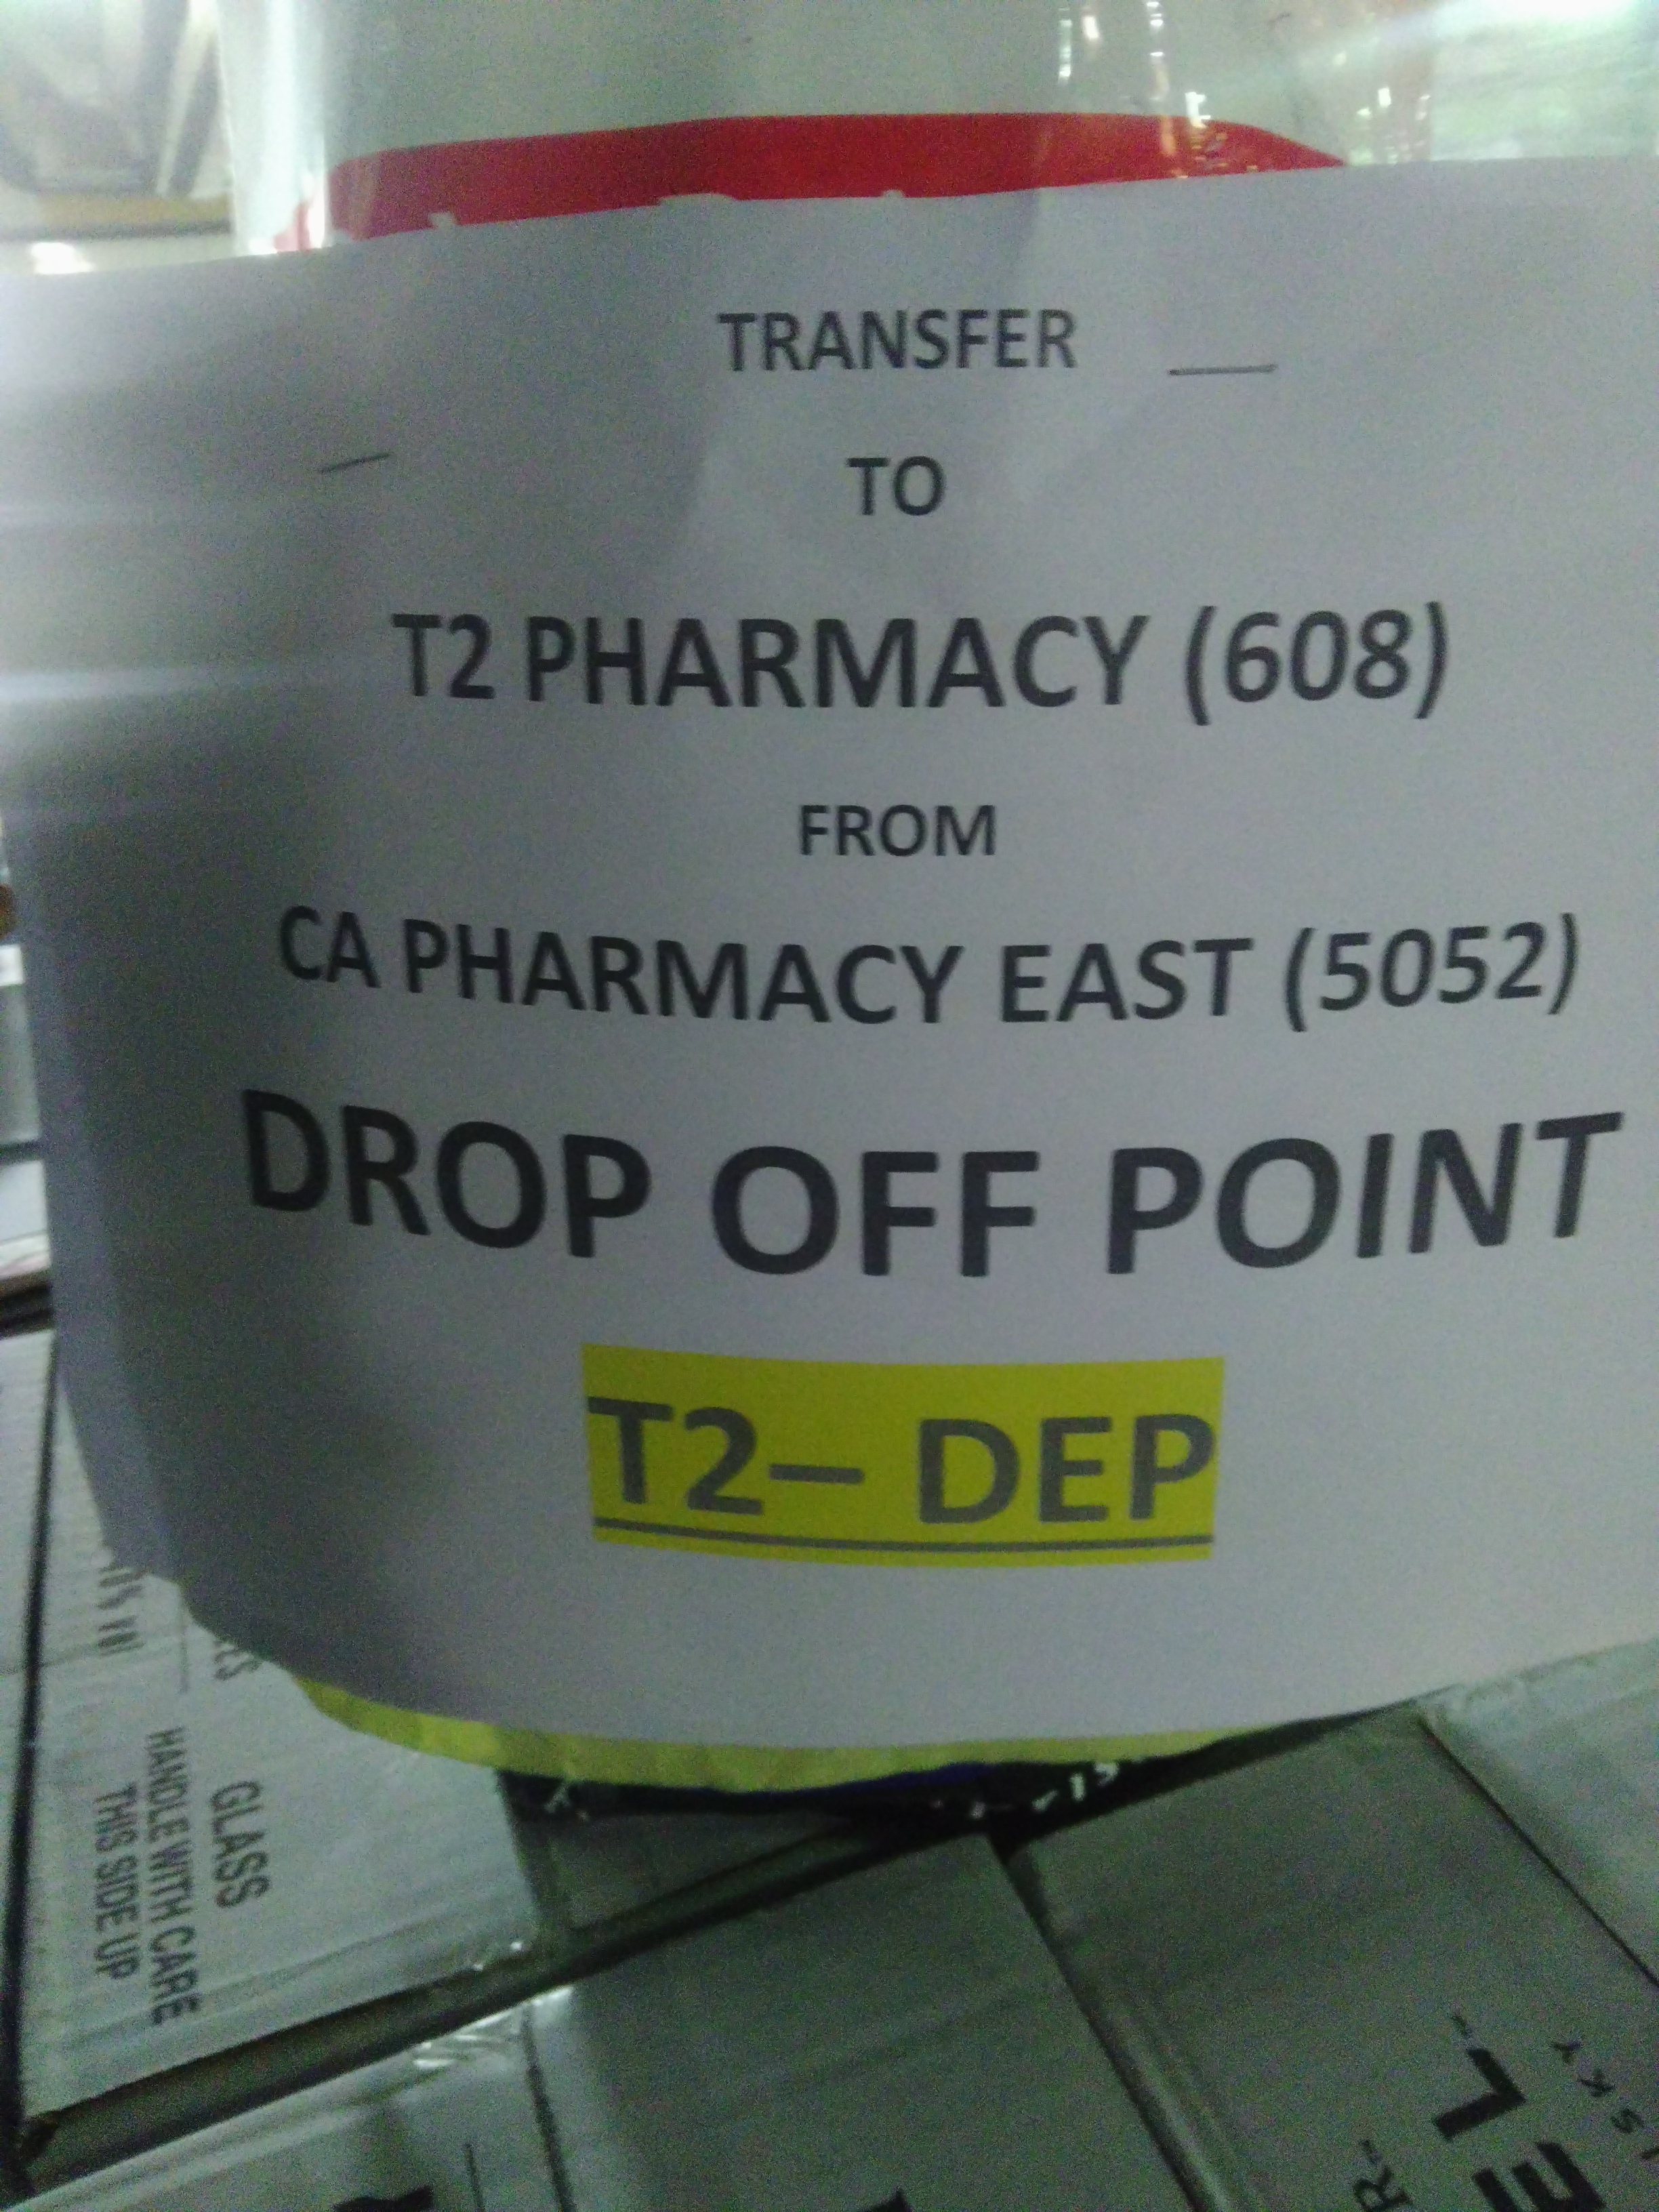 TRANSFER
TO
T2 PHARMACY (608)
FROM
CA PHARMACY EAST (5052)
DROP OFF POINT
T2– DEP
GLASS
HANDLE WITH CARE
THIS SIDE UP